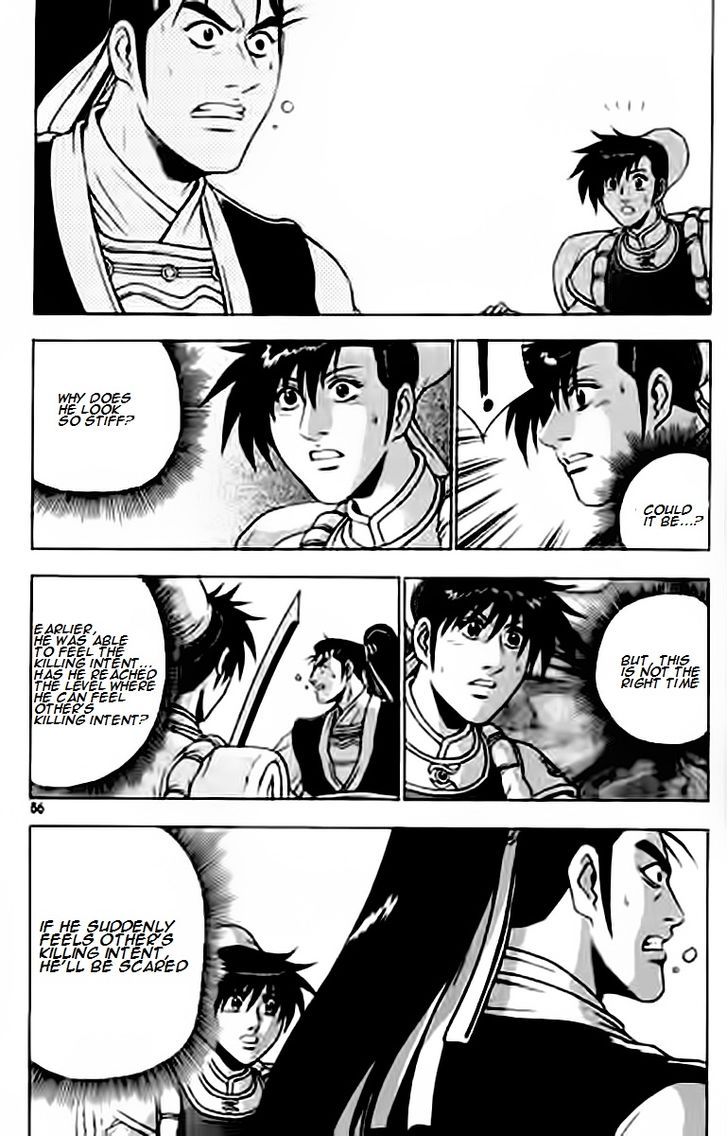 WHY DOES
HE LOOK
SO STIFF?
COULD
IT BE...?
EARLIER,
HE WAS ABLE
TO FEEL THE
KILLING INTENT...
HAS HE REACHED
THE LEVEL WHERE
HE CAN FEEL
OTHER'S
KILLING INTENT?
BUT, THIS
IS NOT THE
RIGHT TIME
86
IF HE SUDDENLY
FEELS OTHER'S
KILLING INTENT,
HE'LL BE SCARED